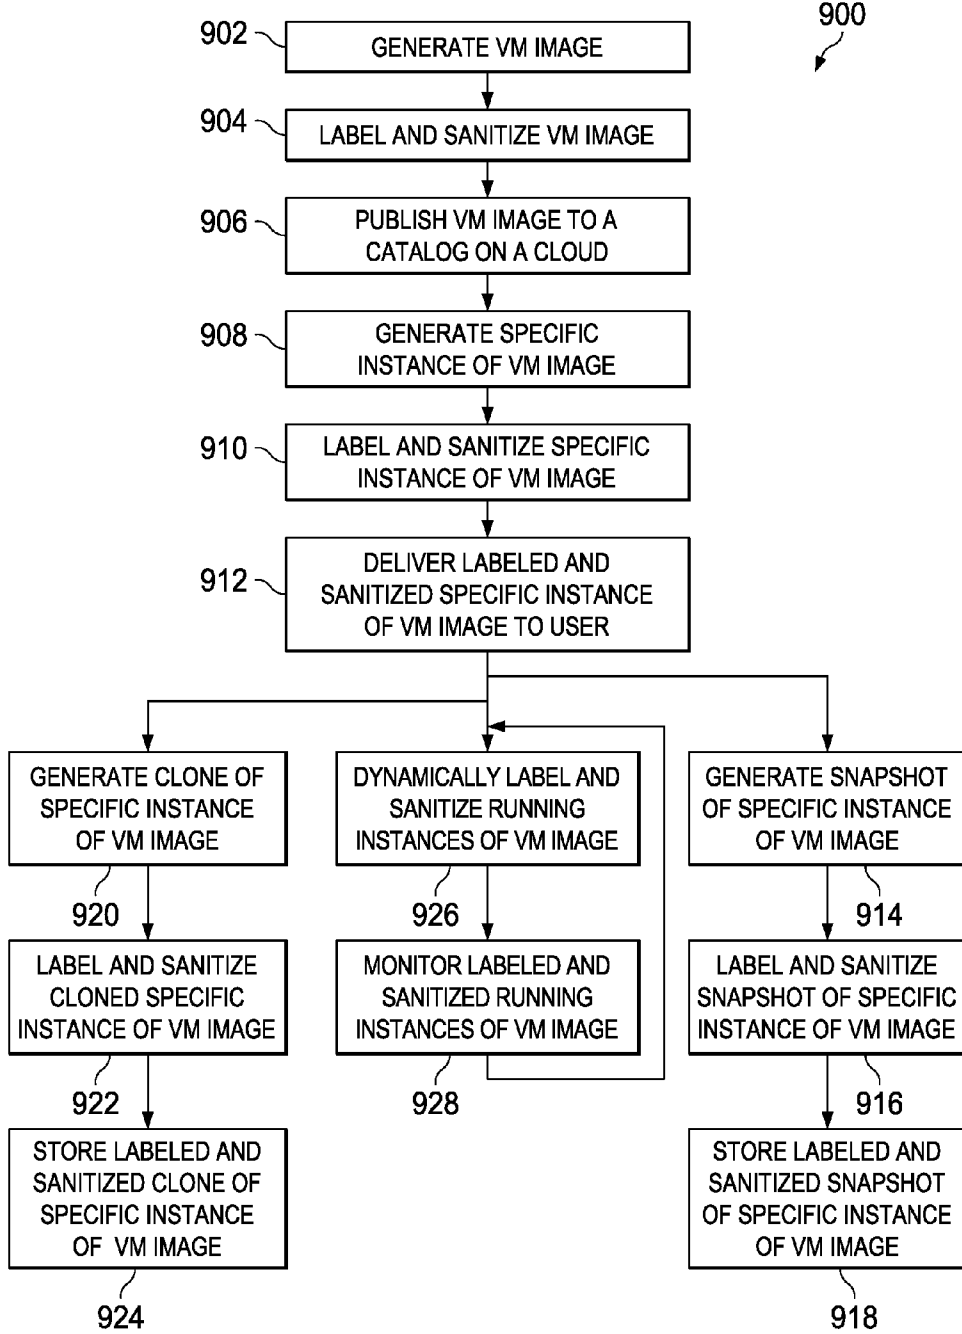 900
902
GENERATE VM IMAGE
904
LABEL AND SANITIZE VM IMAGE
906
PUBLISH VM IMAGE TO A
CATALOG ON A CLOUD
908
GENERATE SPECIFIC
INSTANCE OF VM IMAGE
910
LABEL AND SANITIZE SPECIFIC
INSTANCE OF VM IMAGE
912
DELIVER LABELED AND
SANITIZED SPECIFIC INSTANCE
OF VM IMAGE TO USER
GENERATE CLONE OF
SPECIFIC INSTANCE
OF VM IMAGE
920
LABEL AND SANITIZE
CLONED SPECIFIC
INSTANCE OF VM IMAGE
922
STORE LABELED AND
SANITIZED CLONE OF
SPECIFIC INSTANCE
OF VM IMAGE
924
DYNAMICALLY LABEL AND
SANITIZE RUNNING
INSTANCES OF VM IMAGE
926
MONITOR LABELED AND
SANITIZED RUNNING
INSTANCES OF VM IMAGE
928
GENERATE SNAPSHOT
OF SPECIFIC INSTANCE
OF VM IMAGE
914
LABEL AND SANITIZE
SNAPSHOT OF SPECIFIC
INSTANCE OF VM IMAGE
916
STORE LABELED AND
SANITIZED SNAPSHOT
OF SPECIFIC INSTANCE
OF VM IMAGE
918